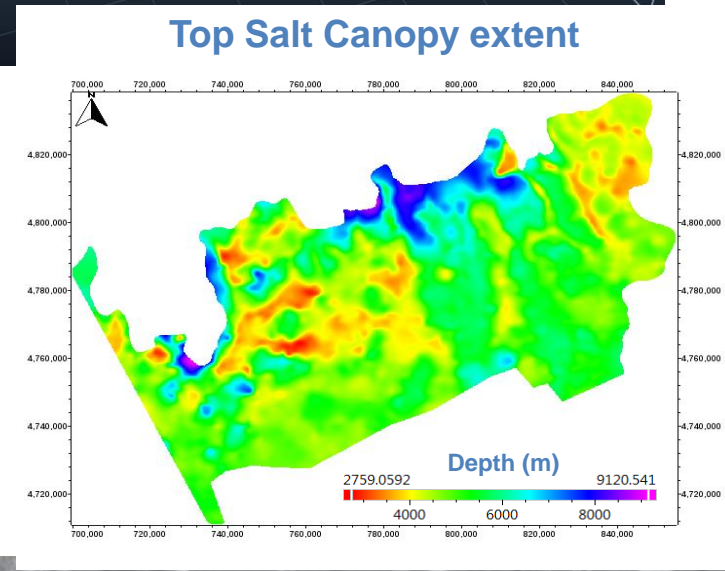 Top Salt Canopy extent
700,000 720,000 740,000 760,000 780,000 800,000 820,000 840,000
N
4,820,000 4,820,000
4,800,000 4,800,000
4,780,000 4,780,000
4,760,000 4,760,000
4,740,000 4,740,000
Depth (m)
2759.0592 9120.541
4,720,000 4,720,000
4000 6000 8000
700,000 720,000 740,000 760,000 780,000 800,000 820,000 840,000